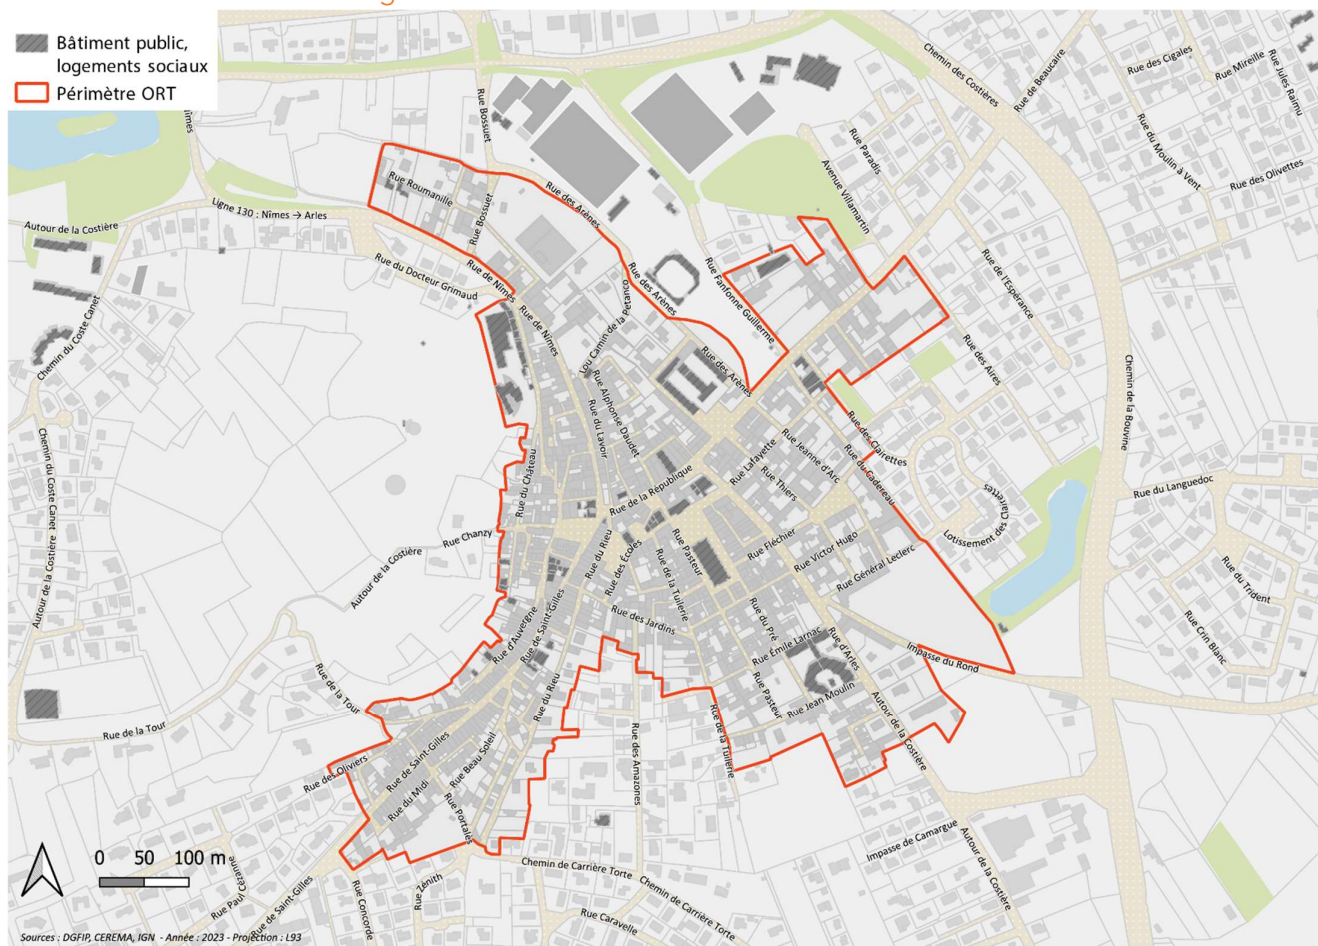 Bâtiment public,
logements sociaux
Périmètre ORT
Chemin des Costières
Rue de Beaucaire
Rue des Cigales
Rue Mireille
Rue Jules Raimu
Rue du Moulin à Vent
Rue des Olivettes
Rue Bossuet
Rue Paradis
Avenue Villamartin
Rue Roumanille
Rue Bossuet
Rue des Arènes
Nîmes
Ligne 130 : Nîmes → Arles
Autour de la Costière
Rue du Docteur Grimaud
Rue de Nîmes
Rue de Nîmes
Rue des Arènes
Rue Fanfonne Guillerme
Rue de l'Espérance
Lou Camin de la Pétanco
Rue des Arènes
Rue des Aires
Chemin du Coste Canet
Chemin de la Bouvine
Rue Alphonse Daudet
Rue du Lavoir
Rue des Clairettes
Rue Jeanne d'Arc
Rue Lafayette
Rue du Gadereau
Rue Thiers
Chemin du Coste Canet
Rue du Château
Rue de la République
Rue du Languedoc
Lotissement des Clairettes
Rue Chanzy
Autour de la Costière
Autour de la Costière
Rue du Rieu
Rue des Écoles
Rue Pasteur
Rue de la Tuilerie
Rue Fléchier
Rue Victor Hugo
Rue Général Leclerc
Rue du Trident
Rue Crin Blanc
Rue d'Auvergne
Rue de Saint-Gilles
Rue des Jardins
Rue du Pré
Rue Émile Larnac
Rue d'Arles
Impasse du Rond
Rue de la Tour
Rue de la Tour
Rue du Rieu
Rue Pasteur
Rue Jean Moulin
Autour de la Costière
Rue de la Tuilerie
Rue des Amazones
Rue des Oliviers
Rue de Saint-Gilles
Rue Beau Soleil
Rue du Midi
Rue Portalès
Impasse de Camargue
Autour de la Costière
Chemin de Carrière Torte
Chemin de Carrière Torte
Rue Caravelle
Rue Zénith
Rue Concorde
Rue de Saint-Gilles
Rue Paul Cézanne
0 50 100 m
Sources : DGFIP, CEREMA, IGN - Année : 2023 - Projection : L93